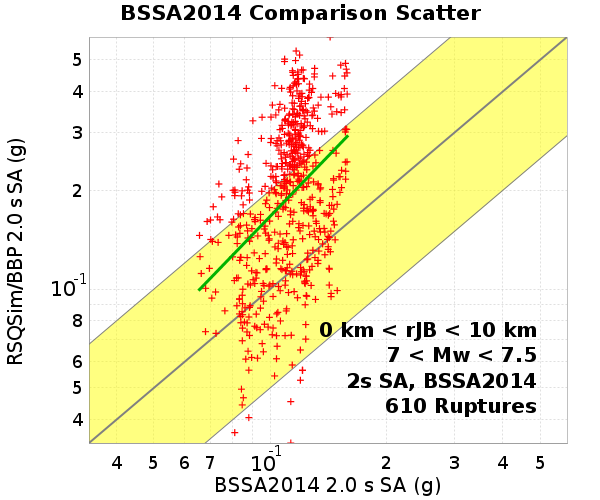 BSSA2014 Comparison Scatter
RSQSim/BBP 2.0 s SA (g)
5
4
3
2
10-1
8
6
5
4
0 km < rJB < 10 km
7 < Mw < 7.5
2s SA, BSSA2014
610 Ruptures
4 5 6 7 10-1 2 3 4 5
BSSA2014 2.0 s SA (g)